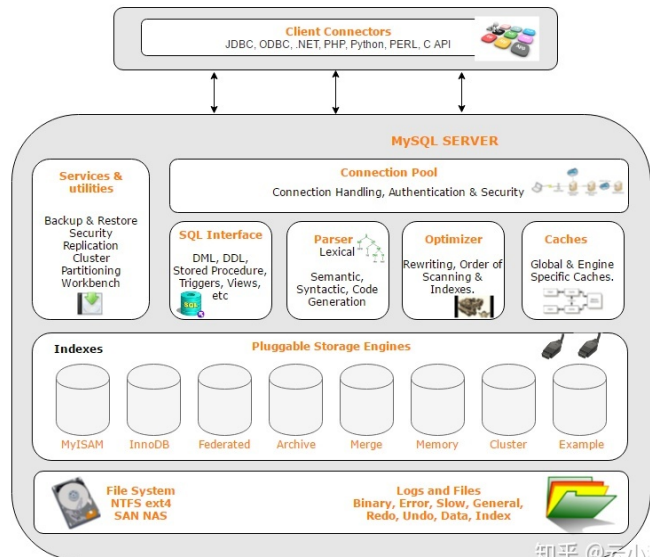 Client Connectors
JDBC, ODBC, .NET, PHP, Python, PERL, C API
MySQL SERVER
Services &
utilities
Backup & Restore
Security
Replication
Cluster
Partitioning
Workbench
Connection Pool
Connection Handling, Authentication & Security
SQL Interface
DML, DDL,
Stored Procedure,
Triggers, Views,
etc
SQL
Parser
Lexical
Semantic,
Syntactic, Code
Generation
Optimizer
Rewriting, Order of
Scanning &
Indexes.
Caches
Global & Engine
Specific Caches.
Indexes
Pluggable Storage Engines
MyISAM
InnoDB
Federated
Archive
Merge
Memory
Cluster
Example
File System
NTFS ext4
SAN NAS
Logs and Files
Binary, Error, Slow, General,
Redo, Undo, Data, Index
知乎 @云小